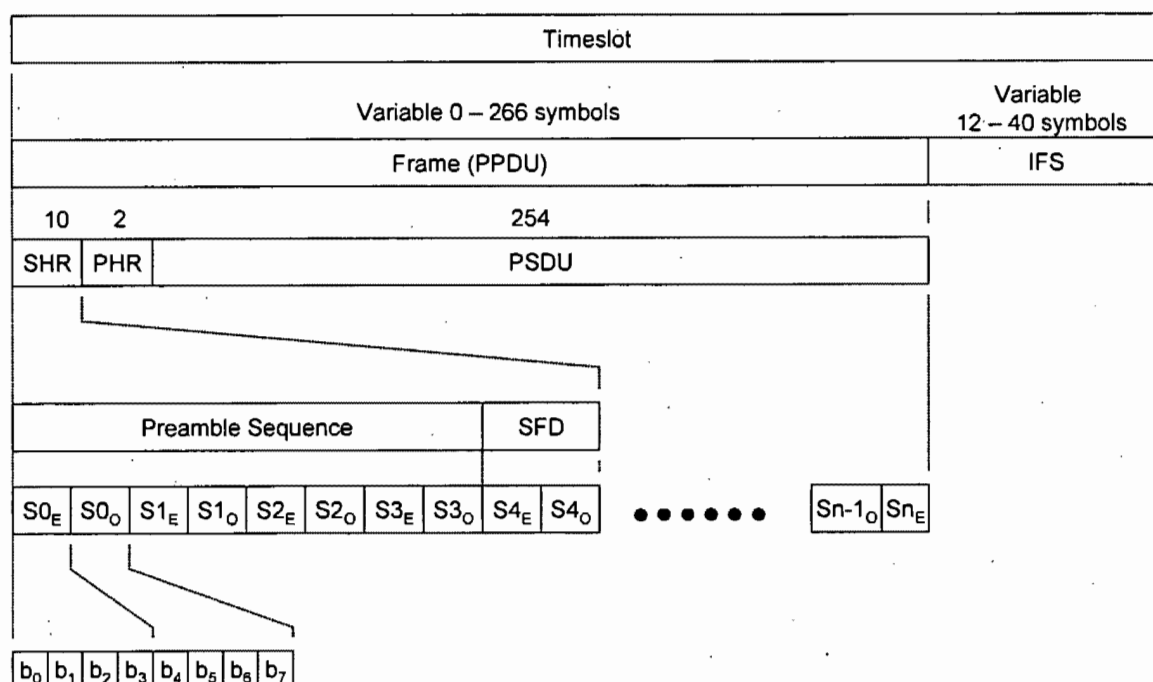 Timeslot
Variable 0 – 266 symbols
Variable
12 – 40 symbols
Frame (PPDU) IFS
10 2 254
SHR PHR PSDU
Preamble Sequence SFD
S0E S0O S1E S1O S2E S2O S3E S3O S4E S4O Sn-1O SnE
b0 b1 b2 b3 b4 b5 b6 b7